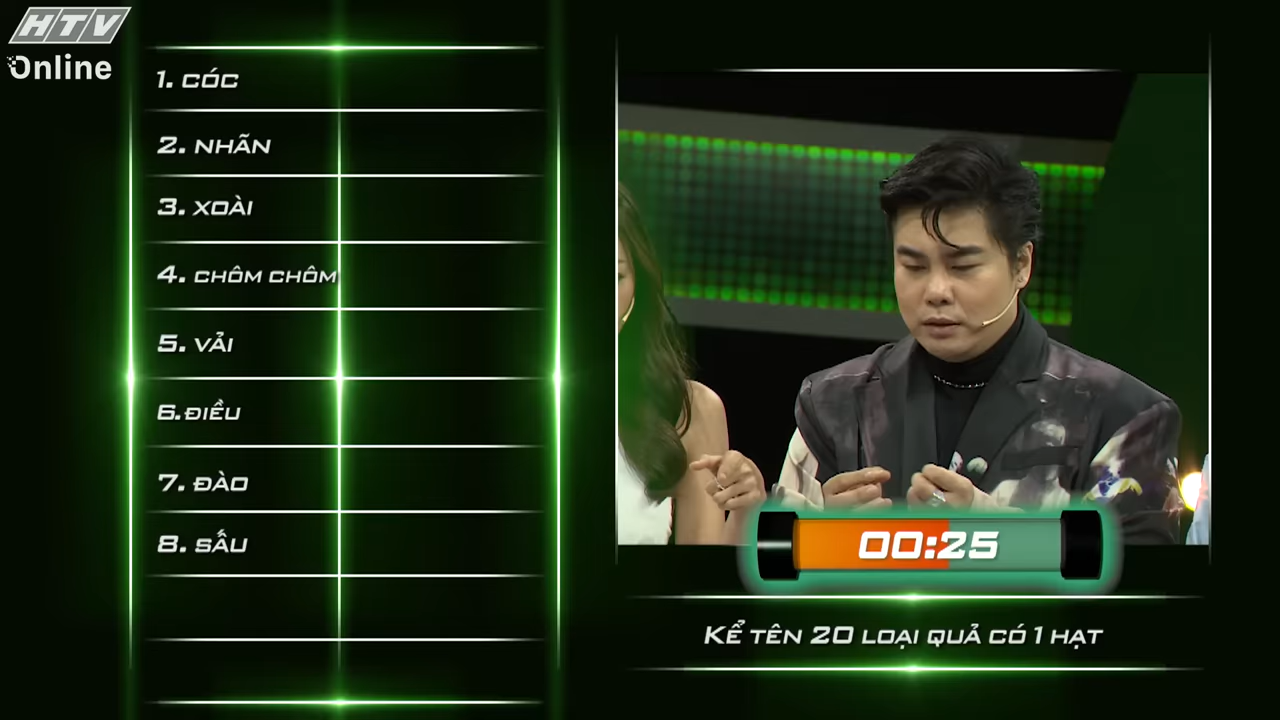 HTV
Online
1. CÓC
2. NHÃN
3. XOÀI
4. CHÔM CHÔM
5. VẢI
6. ĐIỀU
7. ĐÀO
8. SẤU
00:25
KỂ TÊN 20 LOẠI QUẢ CÓ 1 HẠT